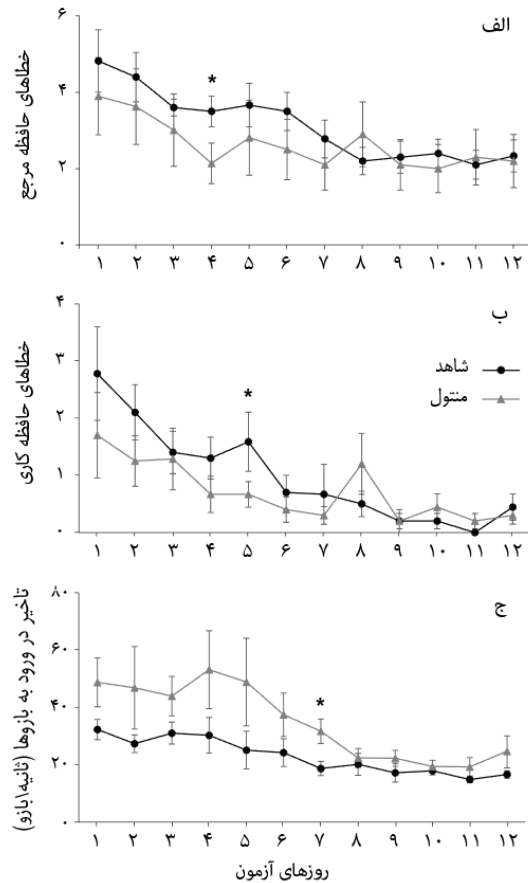 الف
خطاهای حافظه مرجع
۶
۴
۲
۰
*
۱ ۲ ۳ ۴ ۵ ۶ ۷ ۸ ۹ ۱۰ ۱۱ ۱۲
ب
خطاهای حافظه کاری
۴
۳
۲
۱
۰
*
شاهد
منتول
۱ ۲ ۳ ۴ ۵ ۶ ۷ ۸ ۹ ۱۰ ۱۱ ۱۲
ج
تاخیر در ورود به بازوها (ثانیه\بازو)
۸۰
۶۰
۴۰
۲۰
۰
*
۱ ۲ ۳ ۴ ۵ ۶ ۷ ۸ ۹ ۱۰ ۱۱ ۱۲
روزهای آزمون